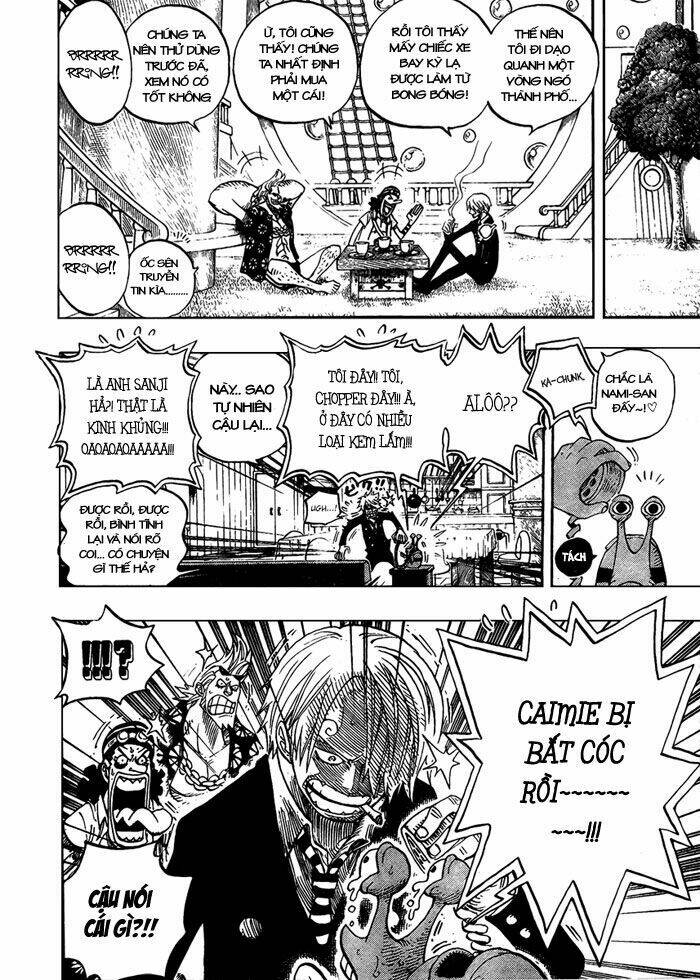 THẾ NÊN
TÔI ĐI DẠO
QUANH MỘT
VÒNG NGÓ
THÀNH PHỐ...
RỒI TÔI THẤY
MẤY CHIẾC XE
BAY KỲ LẠ
ĐƯỢC LÀM TỪ
BONG BÓNG!
Ừ, TÔI CŨNG
THẤY! CHÚNG
TA NHẤT ĐỊNH
PHẢI MUA
MỘT CÁI!
CHÚNG TA
NÊN THỬ DÙNG
TRƯỚC ĐÃ,
XEM NÓ CÓ
TỐT KHÔNG
BRRRRR
RRING!!
BRRRRR
RRING!!
ỐC SÊN
TRUYỀN
TIN KÌA.........
CHẮC LÀ
NAMI-SAN
ĐẤY~!♡
KA-CHUNK
TÁCH
ALÔÔ??
TÔI ĐÂY!! TÔI,
CHOPPER ĐÂY!!! À,
Ở ĐÂY CÓ NHIỀU
LOẠI KEM LẮM!!!
NÀY... SAO
TỰ NHIÊN
CẬU LẠI...
LÀ ANH SANJI
HẢ?! THẬT LÀ
KINH KHỦNG!!!
OAOAOAOAAAAA!!!
UGH...!
ĐƯỢC RỒI, ĐƯỢC
RỒI, BÌNH TĨNH
LẠI VÀ NÓI RÕ
COI... CÓ CHUYỆN
GÌ THẾ HẢ?
CAIMIE BỊ
BẮT CÓC
RỒI~~~~~~
~~~!!!
!!!?
CẬU NÓI
CÁI GÌ?!!